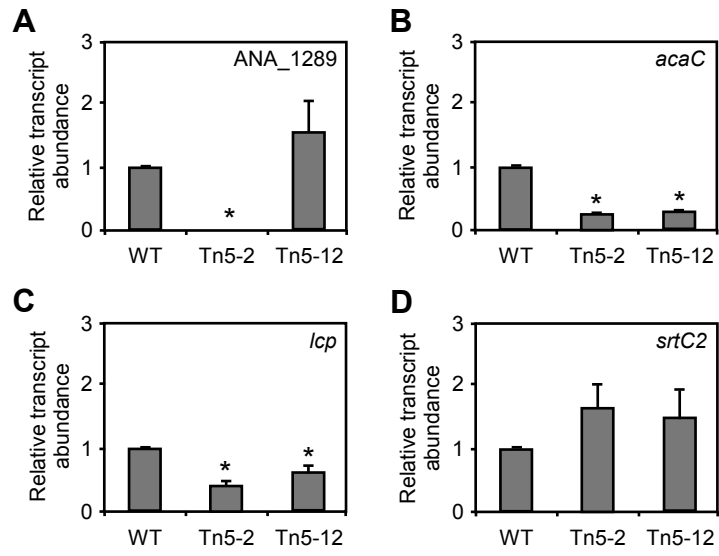 A
ANA_1289
Relative transcript
abundance
3
2
1
0
*
WT Tn5-2 Tn5-12
B
acaC
Relative transcript
abundance
3
2
1
0
* *
WT Tn5-2 Tn5-12
C
lcp
Relative transcript
abundance
3
2
1
0
* *
WT Tn5-2 Tn5-12
D
srtC2
Relative transcript
abundance
3
2
1
0
WT Tn5-2 Tn5-12